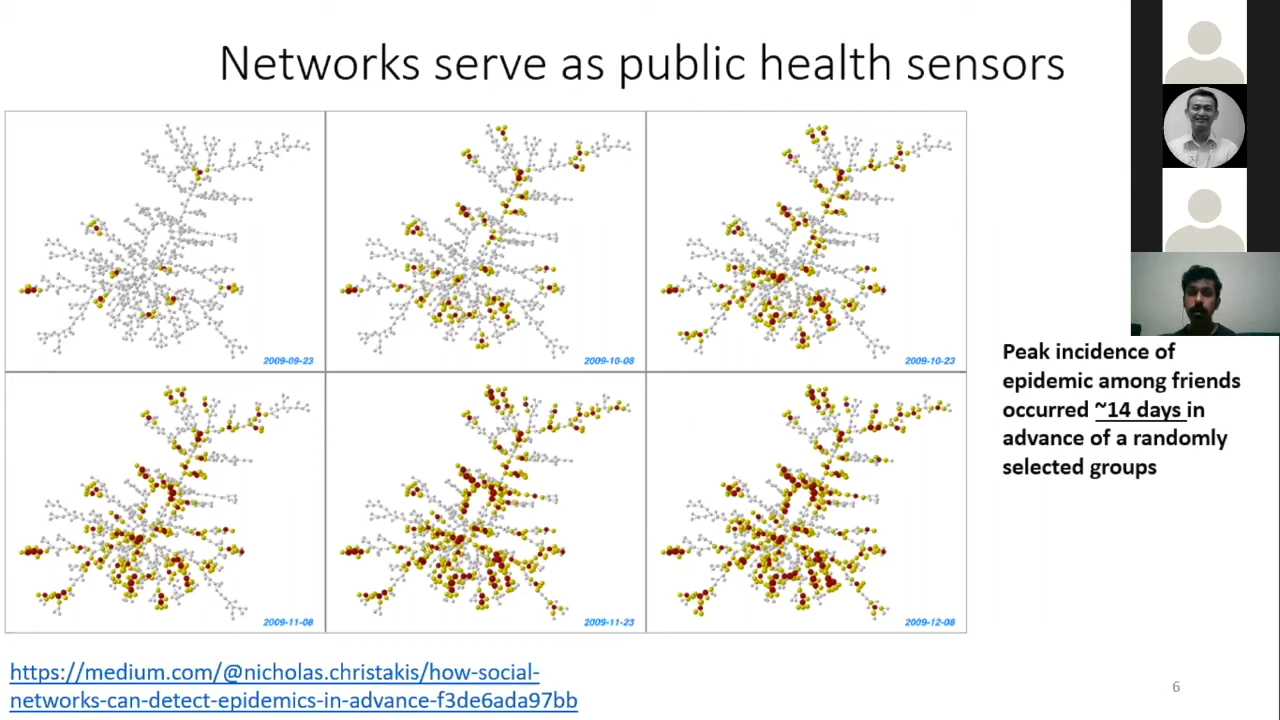 Networks serve as public health sensors
2009-09-23
2009-10-08
2009-10-23
2009-11-08
2009-11-23
2009-12-08
Peak incidence of
epidemic among friends
occurred ~14 days in
advance of a randomly
selected groups
https://medium.com/@nicholas.christakis/how-social-
networks-can-detect-epidemics-in-advance-f3de6ada97bb
6